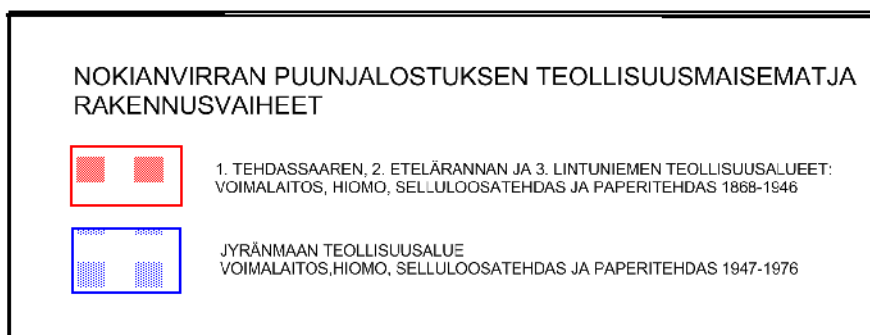 NOKIANVIRRAN PUUNJALOSTUKSEN TEOLLISUUSMAISEMATJA
RAKENNUSVAIHEET
1. TEHDASSAAREN, 2. ETELÄRANNAN JA 3. LINTUNIEMEN TEOLLISUUSALUEET:
VOIMALAITOS, HIOMO, SELLULOOSATEHDAS JA PAPERITEHDAS 1868-1946
JYRÄNMAAN TEOLLISUUSALUE
VOIMALAITOS,HIOMO, SELLULOOSATEHDAS JA PAPERITEHDAS 1947-1976